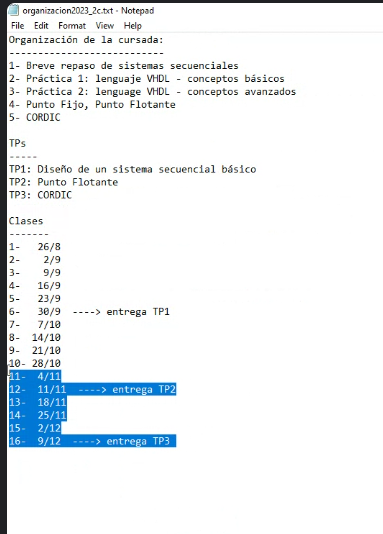 organizacion2023_2c.txt - Notepad
File Edit Format View Help
Organización de la cursada:
---------------------------
1- Breve repaso de sistemas secuenciales
2- Práctica 1: lenguaje VHDL - conceptos básicos
3- Práctica 2: lenguage VHDL - conceptos avanzados
4- Punto Fijo, Punto Flotante
5- CORDIC
TPs
-----
TP1: Diseño de un sistema secuencial básico
TP2: Punto Flotante
TP3: CORDIC
Clases
-------
1- 26/8
2- 2/9
3- 9/9
4- 16/9
5- 23/9
6- 30/9 ----> entrega TP1
7- 7/10
8- 14/10
9- 21/10
10- 28/10
11- 4/11
12- 11/11 ----> entrega TP2
13- 18/11
14- 25/11
15- 2/12
16- 9/12 ----> entrega TP3